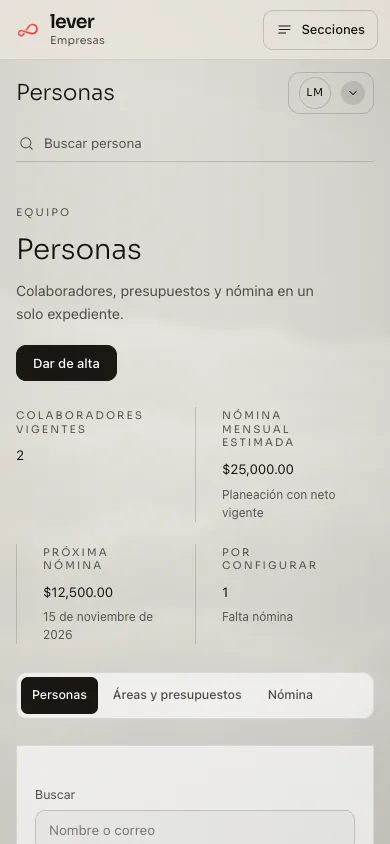 lever
Empresas
Secciones
Personas
LM
Buscar persona
EQUIPO
Personas
Colaboradores, presupuestos y nómina en un
solo expediente.
Dar de alta
COLABORADORES
VIGENTES
2
NÓMINA
MENSUAL
ESTIMADA
$25,000.00
Planeación con neto
vigente
PRÓXIMA
NÓMINA
$12,500.00
15 de noviembre de
2026
POR
CONFIGURAR
1
Falta nómina
Personas
Áreas y presupuestos
Nómina
Buscar
Nombre o correo